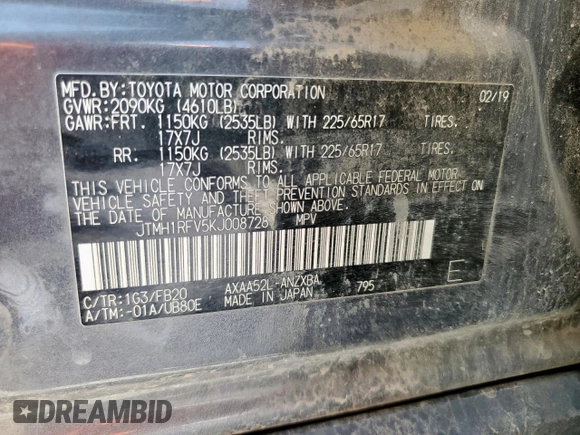 MFD. BY: TOYOTA MOTOR CORPORATION 02/19
GVWR: 2090KG (4610LB)
GAWR: FRT. 1150KG (2535LB) WITH 225/65R17 TIRES.
17X7J RIMS.
RR. 1150KG (2535LB) WITH 225/65R17 TIRES.
17X7J RIMS.
THIS VEHICLE CONFORMS TO ALL APPLICABLE FEDERAL MOTOR
VEHICLE SAFETY AND THEFT PREVENTION STANDARDS IN EFFECT ON
THE DATE OF MANUFACTURE SHOWN ABOVE.
JTMH1RFV5KJ008728 MPV
C/TR: 1G3/FB20 AXAA52L-ANZXBA 795 E
A/TM: -01A/UB80E MADE IN JAPAN
DREAMBID